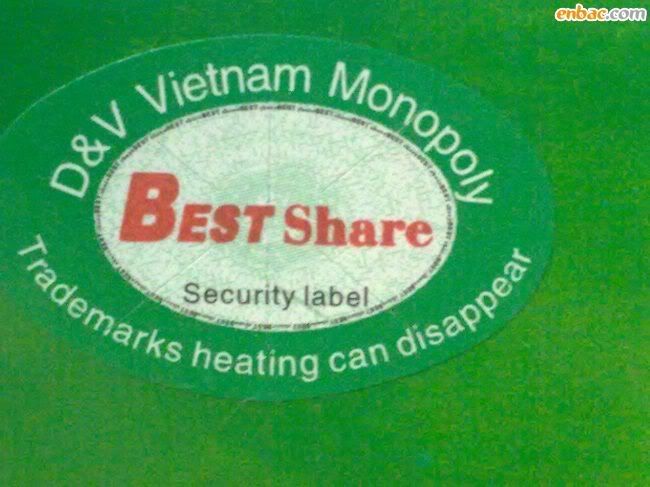 enbac.com
D&V Vietnam Monopoly
BEST Share
Security label
Trademarks heating can disappear